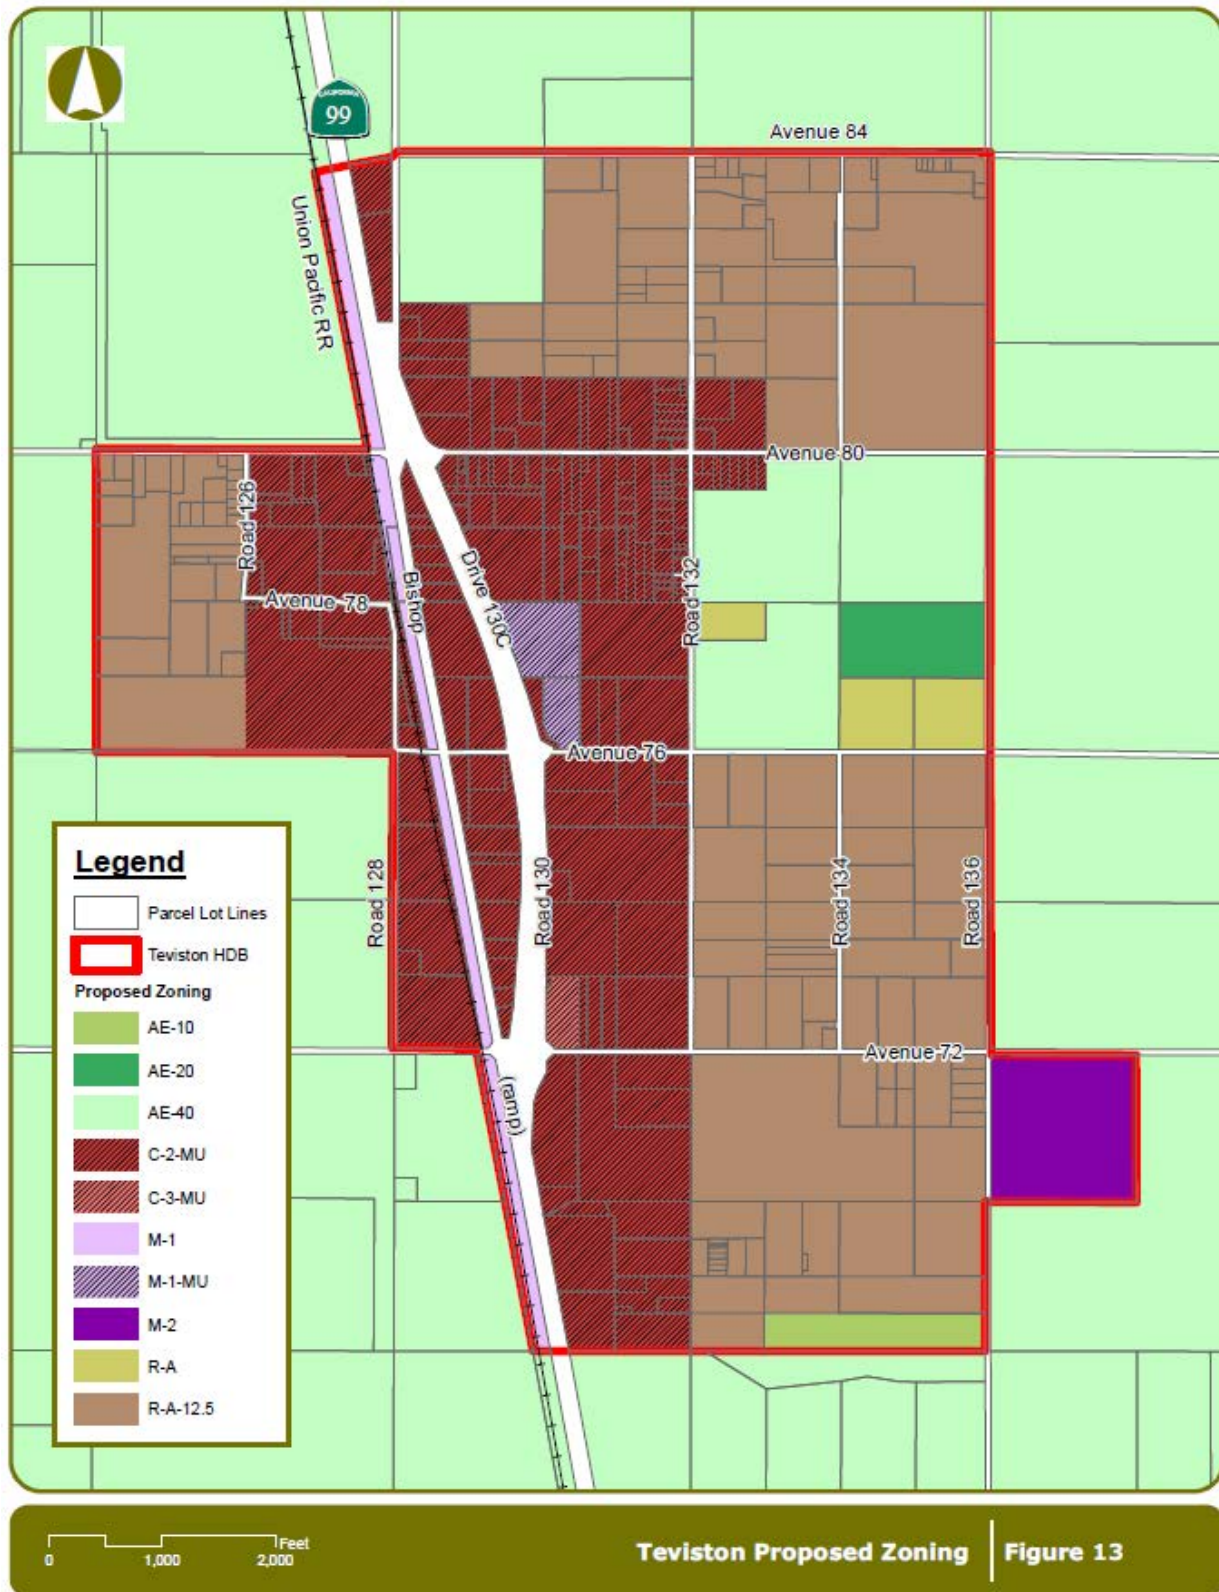 CALIFORNIA
99
Avenue 84
Union Pacific RR
Avenue 80
Road 126
Drive 130C
Bishop
Road 132
Avenue 78
Avenue 76
Legend
Parcel Lot Lines
Teviston HDB
Proposed Zoning
AE-10
AE-20
AE-40
C-2-MU
C-3-MU
M-1
M-1-MU
M-2
R-A
R-A-12.5
Road 128
Road 130
Road 134
Road 136
Avenue 72
(ramp)
Feet
0 1,000 2,000
Teviston Proposed Zoning Figure 13